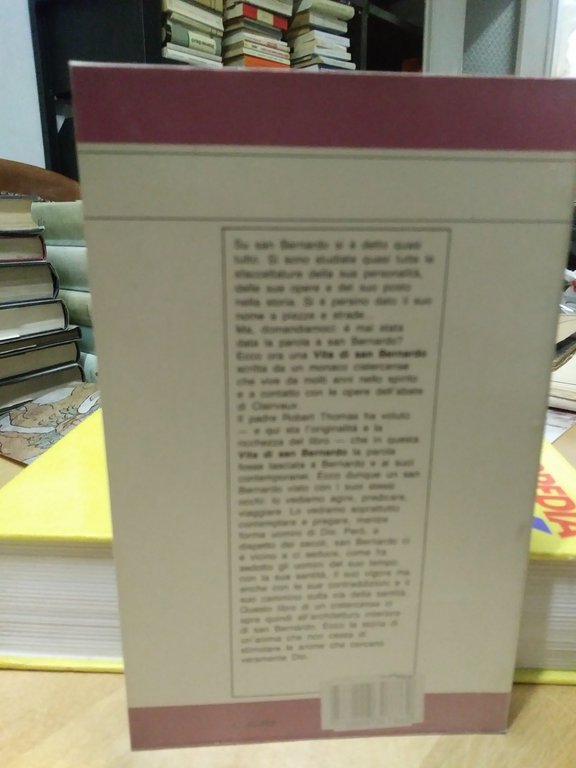 Su san Bernardo si è detto quasi
tutto. Si sono studiate quasi tutte le
sfaccettature della sua personalità,
delle sue opere e del suo posto
nella storia. Si è persino dato il suo
nome a piazze e strade.
Ma, domandiamoci: è mai stata
data la parola a san Bernardo?
Ecco ora una Vita di san Bernardo
scritta da un monaco cistercense
che vive da molti anni nello spirito
e a contatto con le opere dell'abate
di Clairvaux.
Il padre Robert Thomas ha voluto
— e qui sta l'originalità e la
ricchezza del libro — che in questa
Vita di san Bernardo la parola
fosse lasciata a Bernardo e ai suoi
contemporanei. Ecco dunque un san
Bernardo visto con i suoi stessi
occhi: lo vediamo agire, predicare,
viaggiare. Lo vediamo soprattutto
contemplare e pregare, mentre
forma uomini di Dio. Però, a
dispetto dei secoli, san Bernardo ci
è vicino e ci seduce, come ha
sedotto gli uomini del suo tempo,
con la sua santità, il suo vigore ma
anche con le sue contraddizioni e il
suo cammino sulla via della santità.
Questo libro di un cistercense ci
apre quindi all'architettura interiore
di san Bernardo. Ecco la storia di
un'anima che non cessa di
stimolare le anime che cercano
veramente Dio.
PEDIA